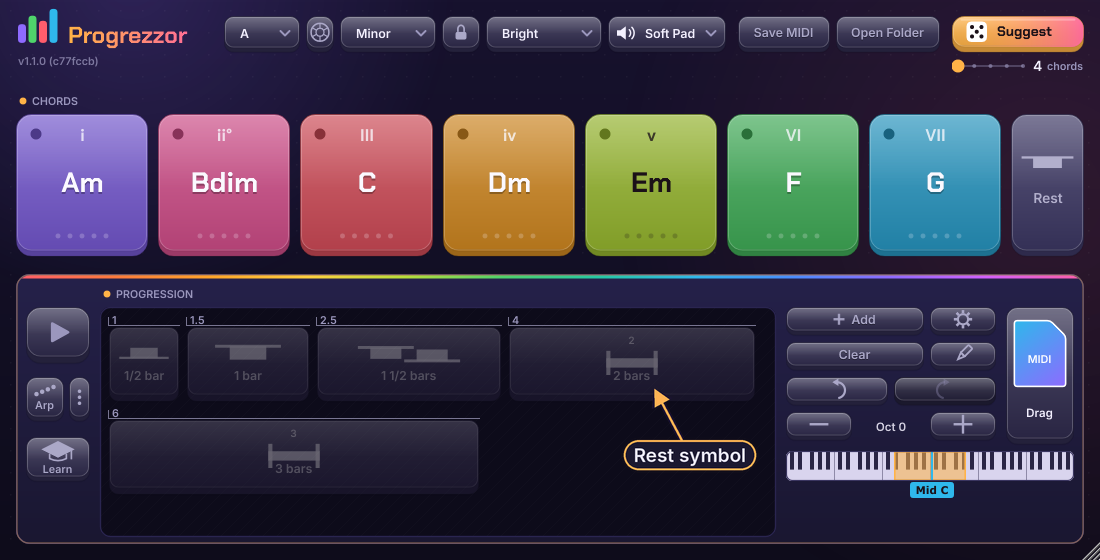 Progrezzor
v1.1.0 (c77fccb)
A
Minor
Bright
Soft Pad
Save MIDI
Open Folder
Suggest
4 chords
CHORDS
i
Am
ii°
Bdim
III
C
iv
Dm
v
Em
VI
F
VII
G
Rest
PROGRESSION
Arp
Learn
1
1/2 bar
1.5
1 bar
2.5
1 1/2 bars
4
2
2 bars
6
3
3 bars
Rest symbol
+ Add
Clear
Oct 0
MIDI
Drag
Mid C